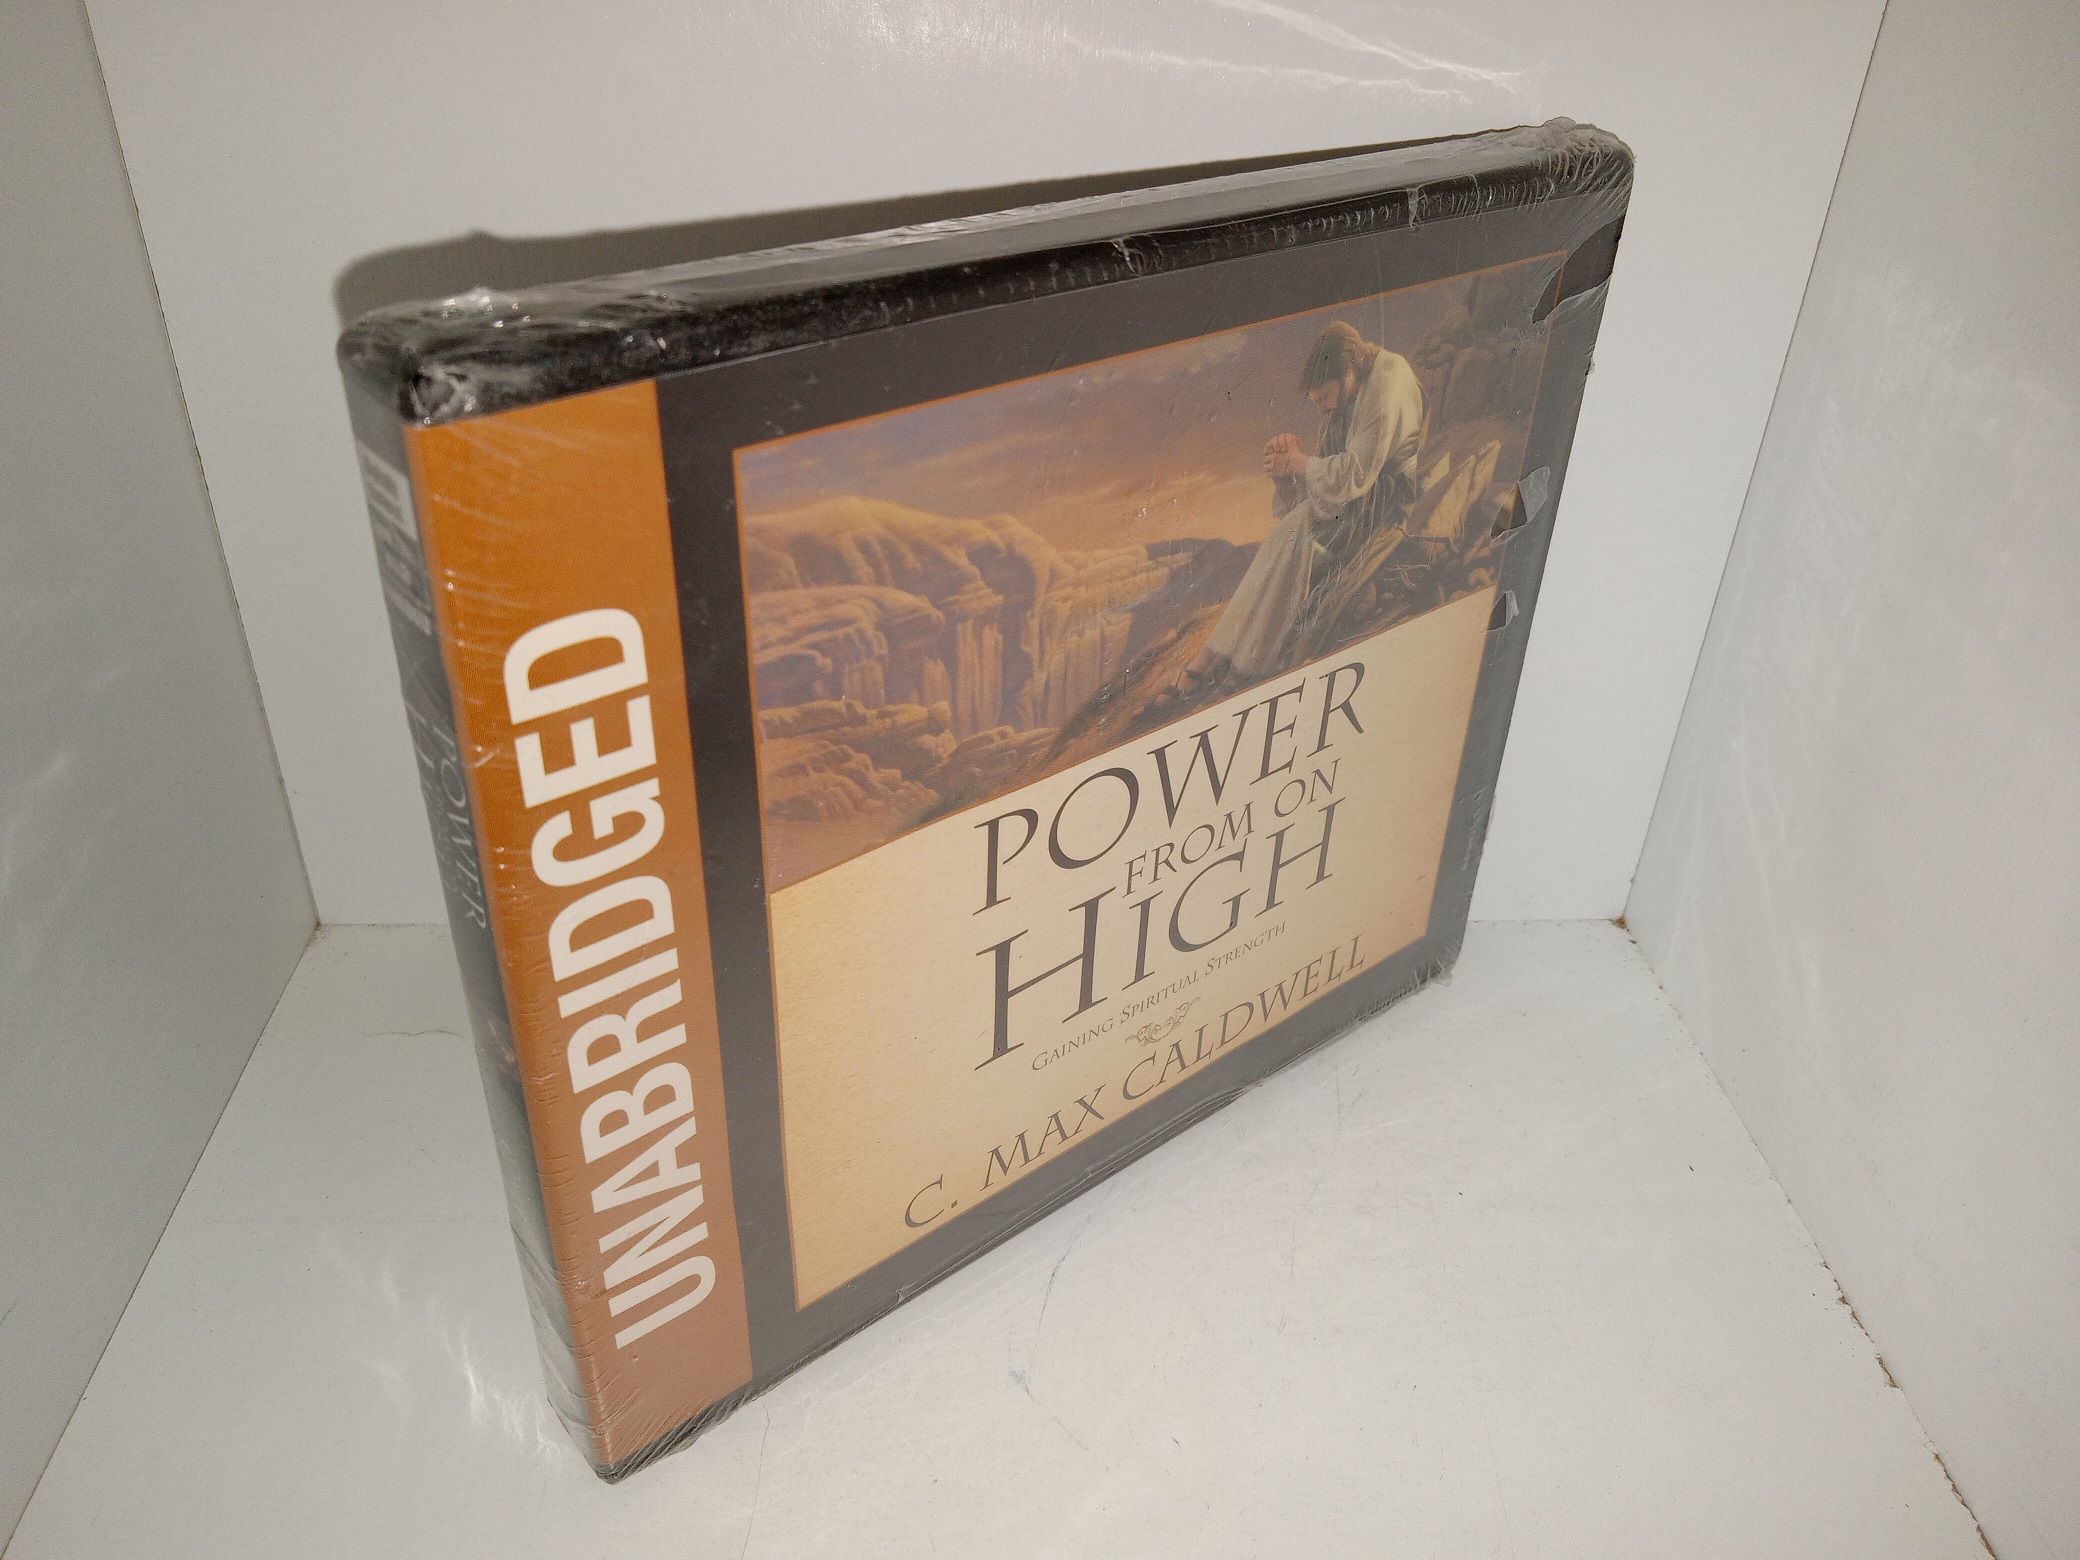 UNABRIDGED
POWER
POWER
FROM ON
HIGH
GAINING SPIRITUAL STRENGTH
C. MAX CALDWELL